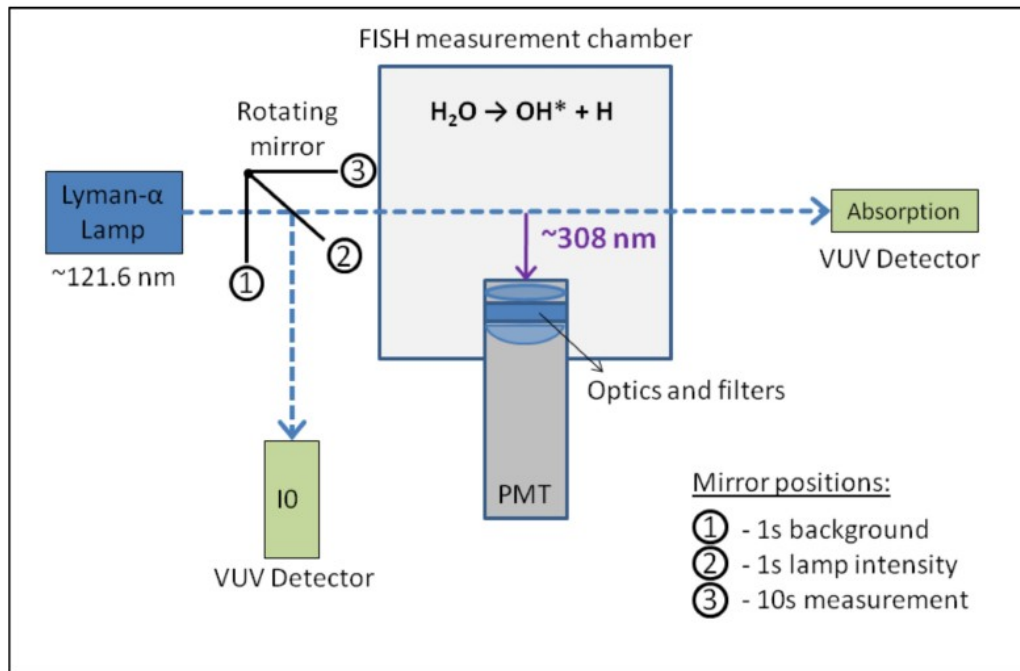 FISH measurement chamber
H₂O → OH* + H
Rotating
mirror
③
Lyman-α
Lamp
~121.6 nm
①
②
~308 nm
Absorption
VUV Detector
Optics and filters
I0
VUV Detector
PMT
Mirror positions:
① - 1s background
② - 1s lamp intensity
③ - 10s measurement